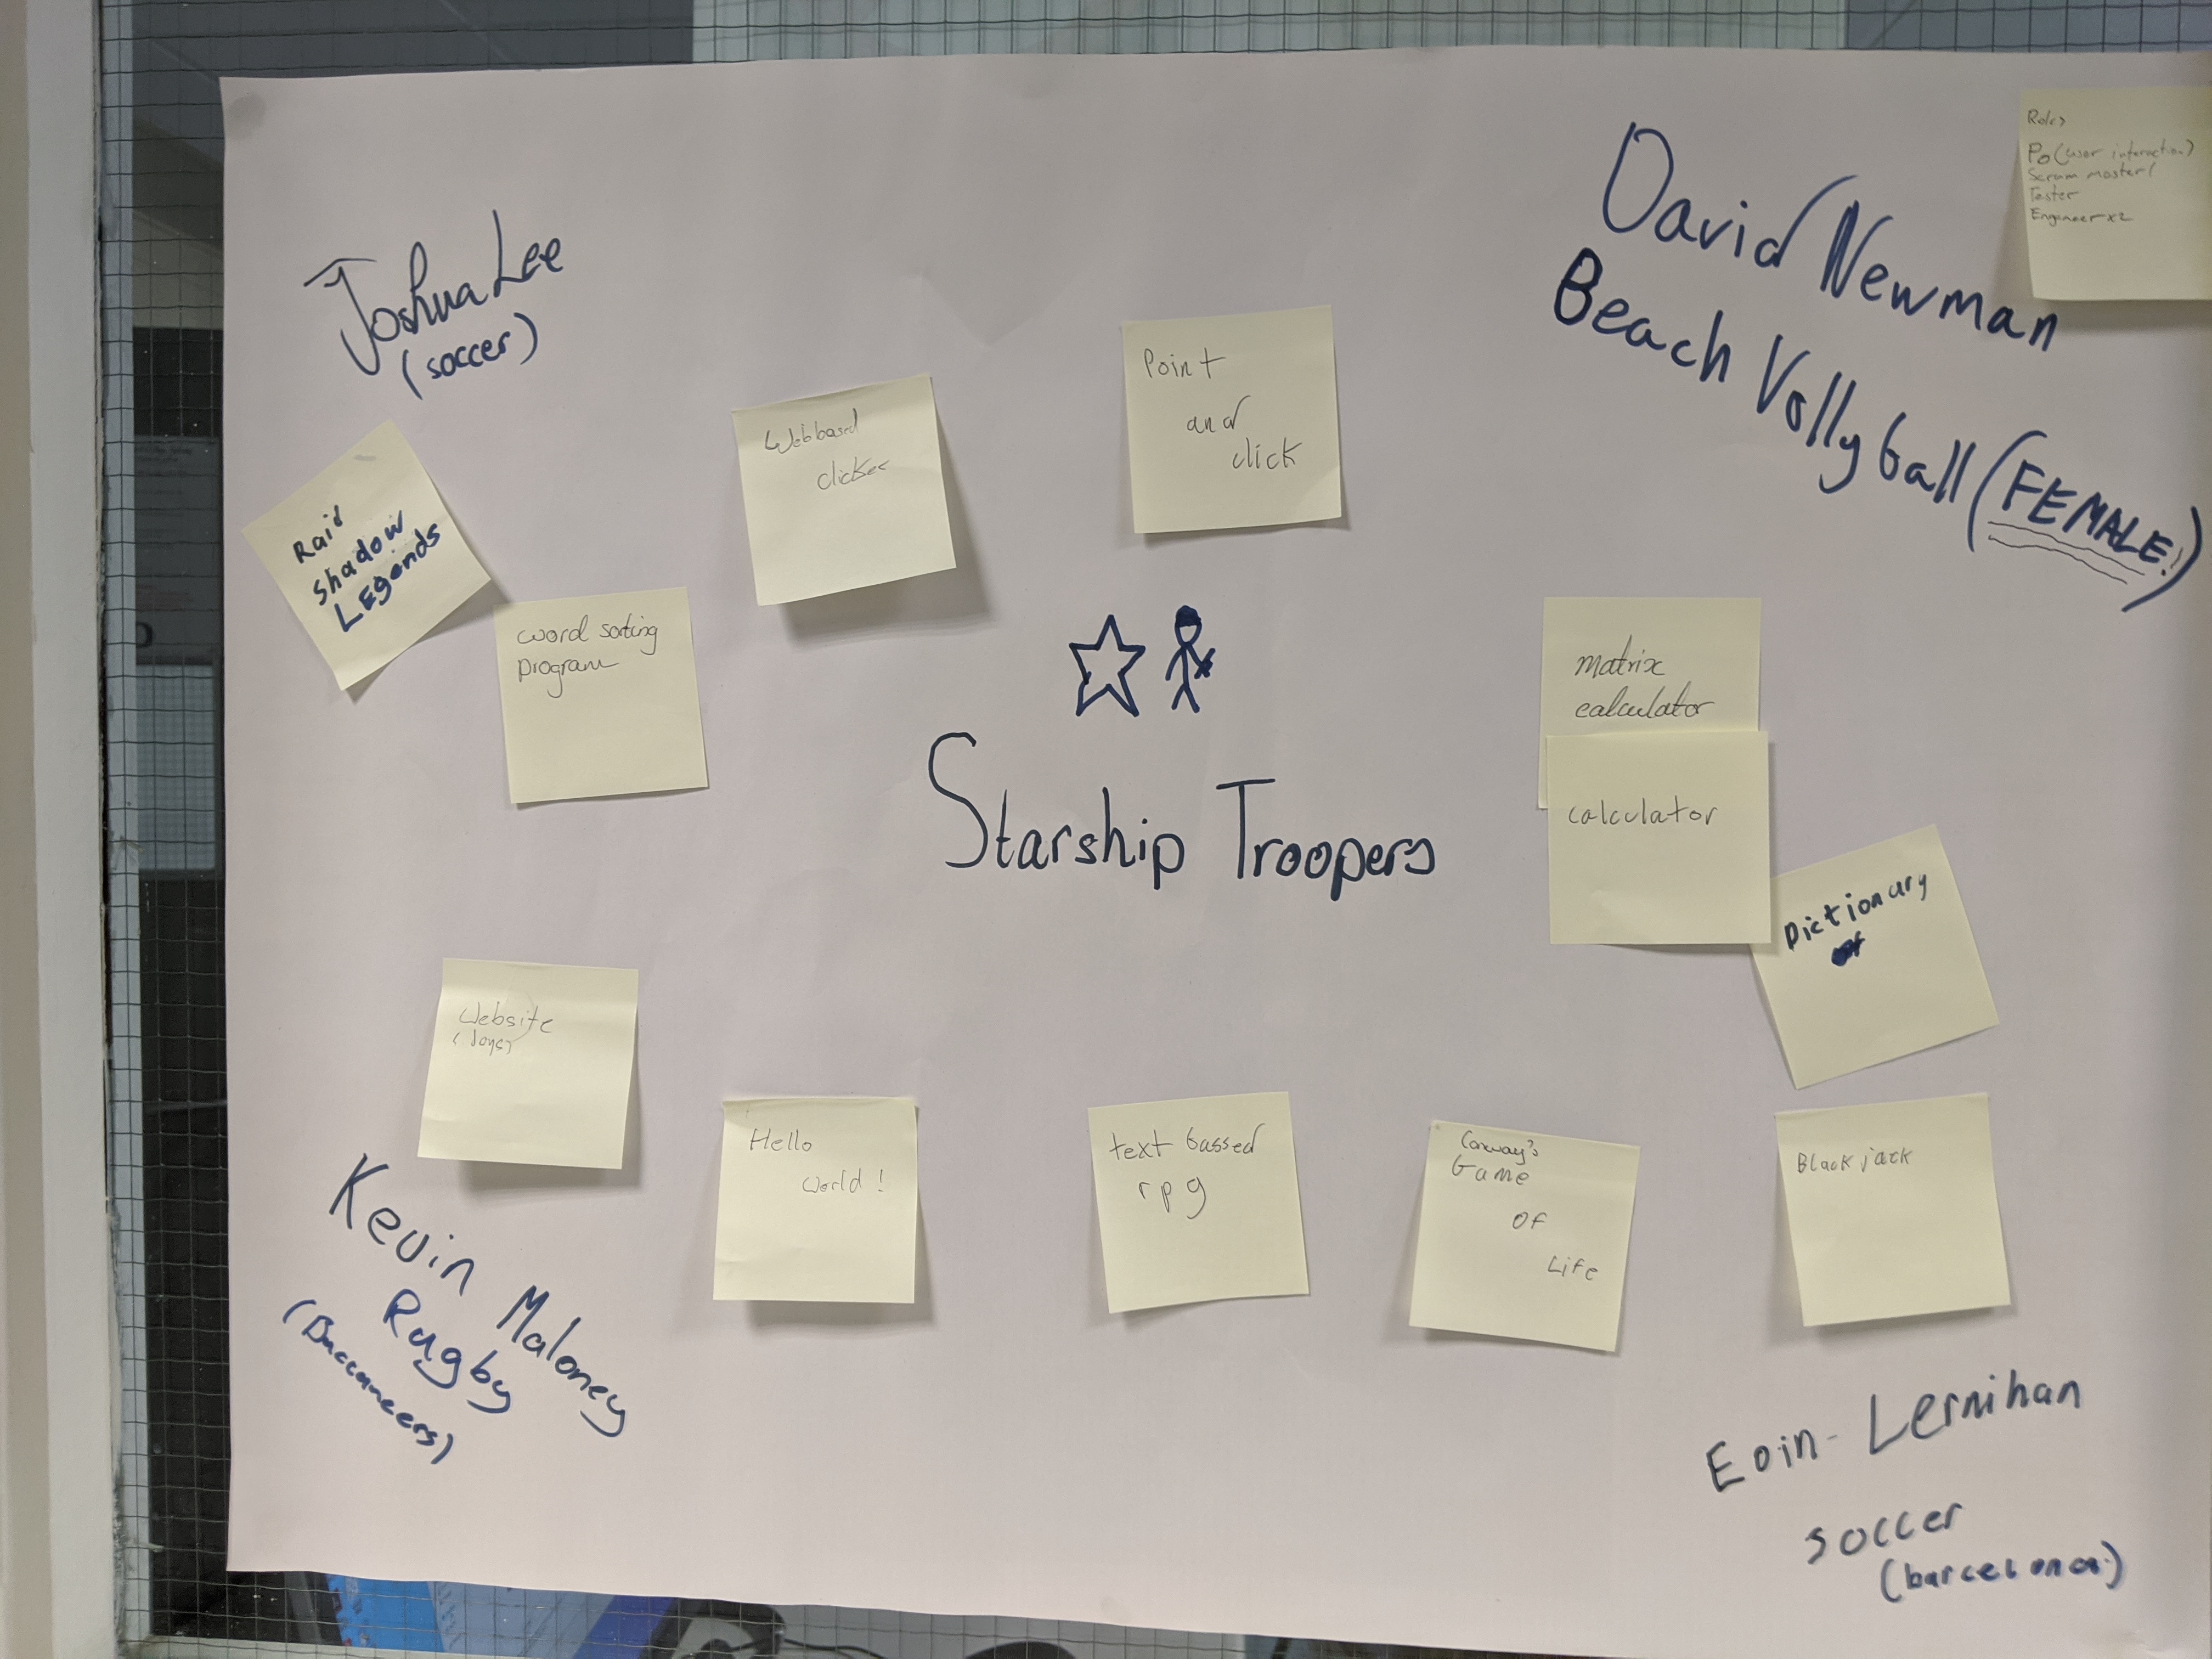 Joshua Lee
(soccer)
David Newman
Beach Vollyball (FEMALE!)
Roles
Po (user interaction)
Scrum master(
Tester
Engeneer x2
Raid
Shadow
LEgends
word sorting
program
Webbased
clicker
Point
and
click
matrix
calculator
calculator
Dictionary
Starship Troopers
Website
Hello
world!
text bassed
rpg
Conway's
Game
OF
Life
Black jack
Kevin Maloney
Rugby
(Buccaneers)
Eoin - Lernihan
soccer
(barcelona)